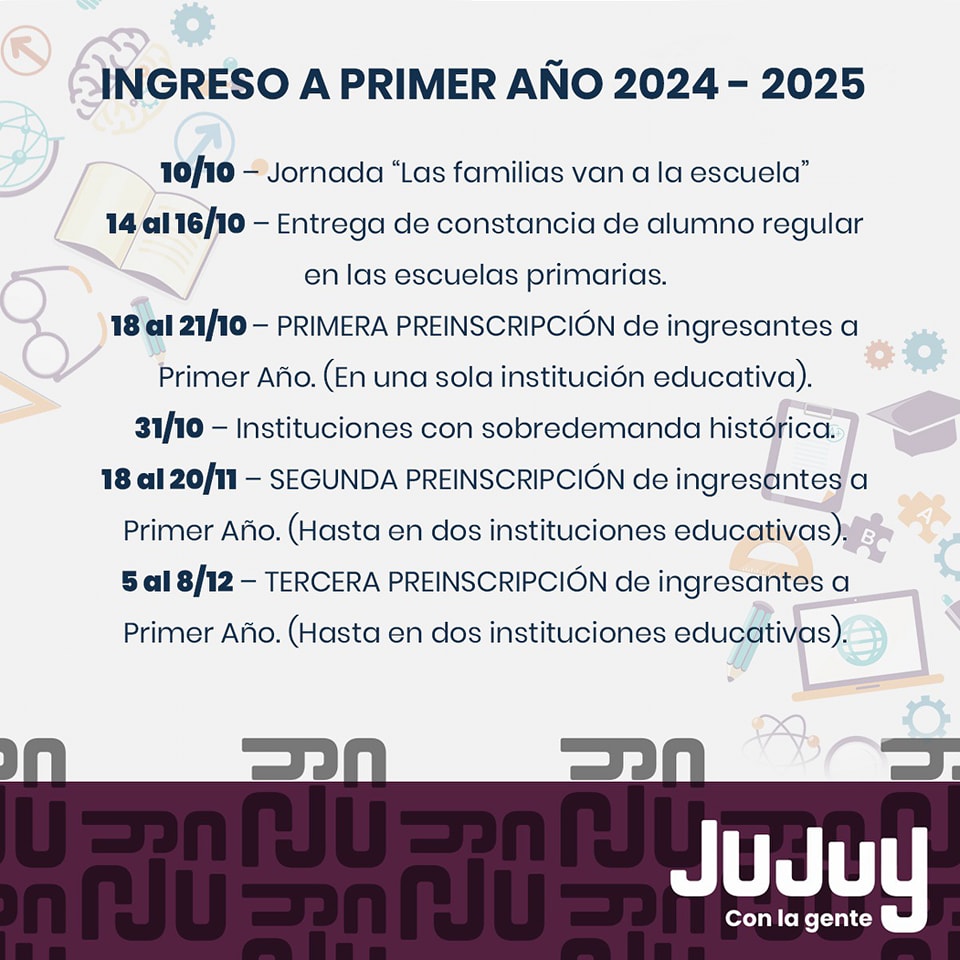 INGRESO A PRIMER AÑO 2024 - 2025
10/10 – Jornada “Las familias van a la escuela”
14 al 16/10 – Entrega de constancia de alumno regular
en las escuelas primarias.
18 al 21/10 – PRIMERA PREINSCRIPCIÓN de ingresantes a
Primer Año. (En una sola institución educativa).
31/10 – Instituciones con sobredemanda histórica.
18 al 20/11 – SEGUNDA PREINSCRIPCIÓN de ingresantes a
Primer Año. (Hasta en dos instituciones educativas).
5 al 8/12 – TERCERA PREINSCRIPCIÓN de ingresantes a
Primer Año. (Hasta en dos instituciones educativas).
A
B
JUJUY
Con la gente